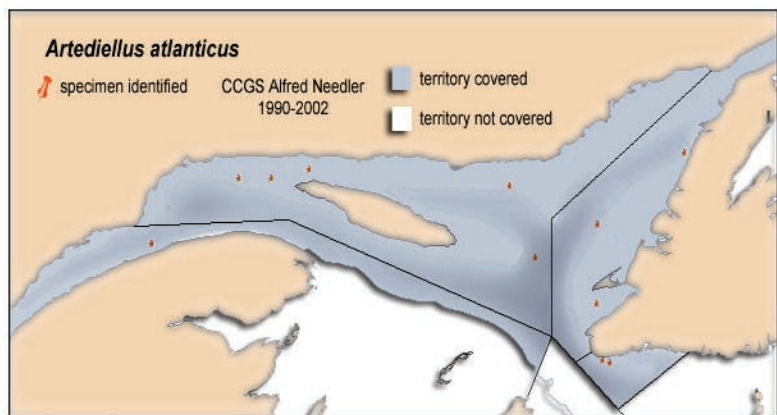 Artediellus atlanticus
specimen identified
CCGS Alfred Needler
1990-2002
territory covered
territory not covered